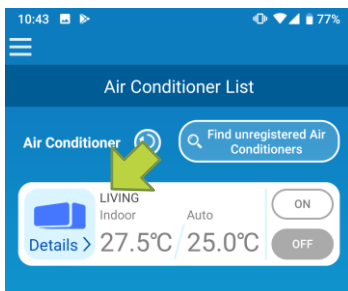 10:43 77%
Air Conditioner List
Air Conditioner
Find unregistered Air
Conditioners
LIVING
Indoor Auto
Details > 27.5℃ 25.0℃
ON
OFF